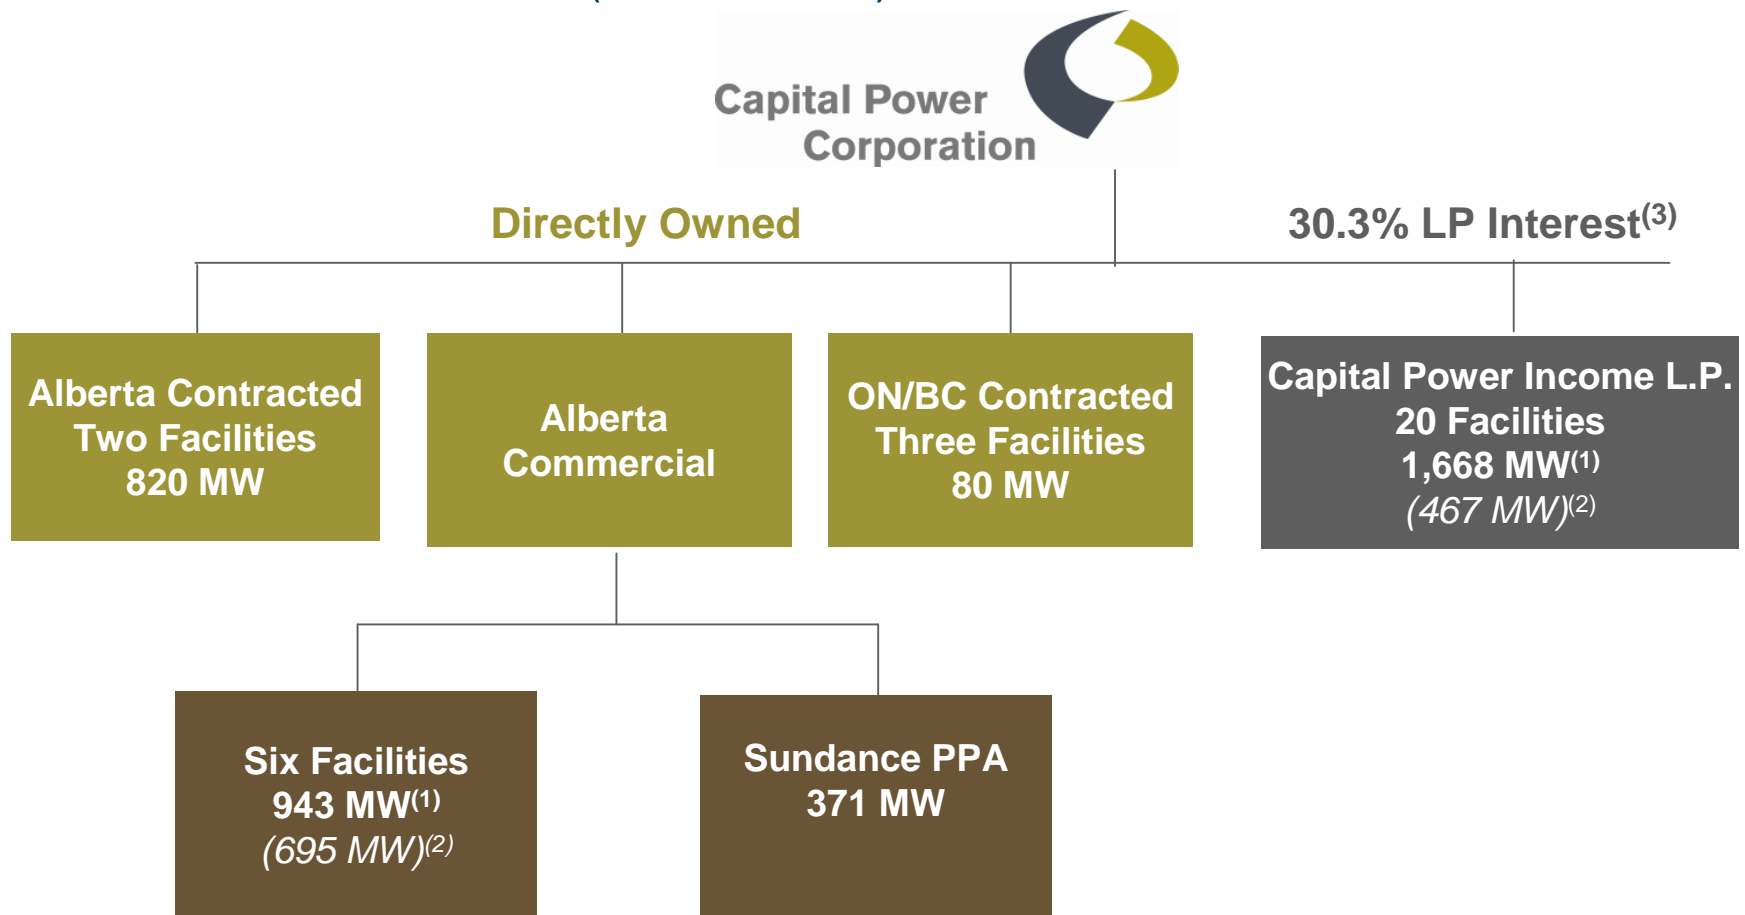 Capital Power
Corporation
Directly Owned
30.3% LP Interest(3)
Alberta Contracted
Two Facilities
820 MW
Alberta
Commercial
ON/BC Contracted
Three Facilities
80 MW
Capital Power Income L.P.
20 Facilities
1,668 MW(1)
(467 MW)(2)
Six Facilities
943 MW(1)
(695 MW)(2)
Sundance PPA
371 MW